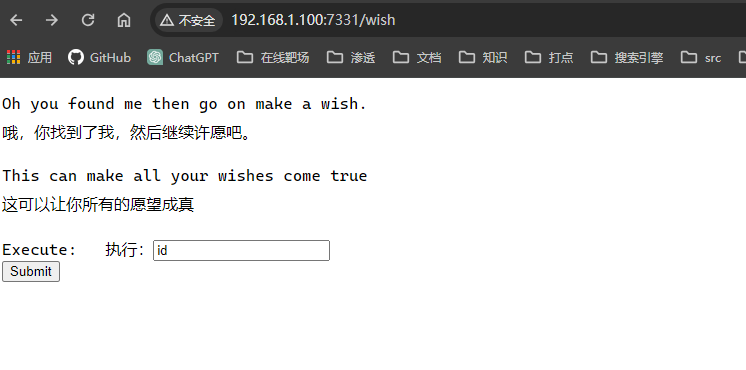 不安全 192.168.1.100:7331/wish
应用 GitHub ChatGPT 在线靶场 渗透 文档 知识 打点 搜索引擎 src
Oh you found me then go on make a wish.
哦，你找到了我，然后继续许愿吧。
This can make all your wishes come true
这可以让你所有的愿望成真
Execute: 执行: id
Submit